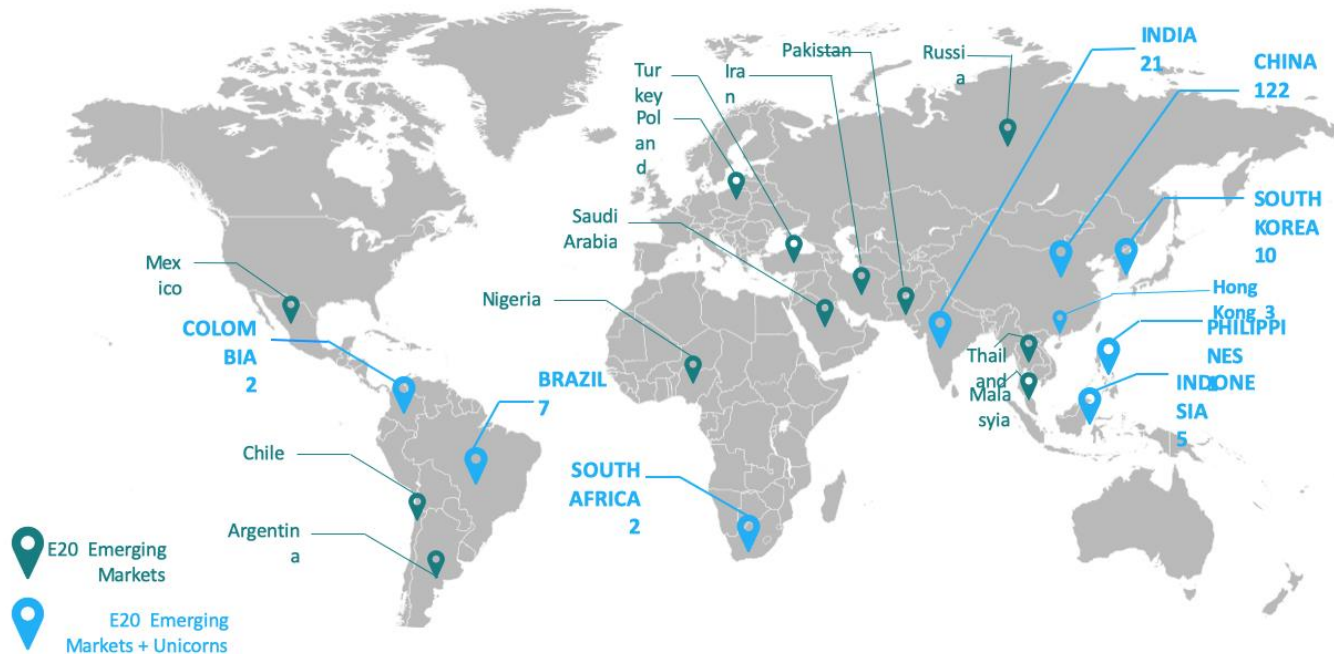 INDIA
21
CHINA
122
Pakistan
Russi
a
Tur
key
Ira
n
Pol
an
d
SOUTH
KOREA
10
Saudi
Arabia
Mex
ico
Nigeria
Hong
Kong 3
COLOM
BIA
2
PHILIPPI
NES
1
Thail
and
Mala
syia
BRAZIL
7
INDONE
SIA
5
Chile
SOUTH
AFRICA
2
Argentin
a
E20 Emerging
Markets
E20 Emerging
Markets + Unicorns